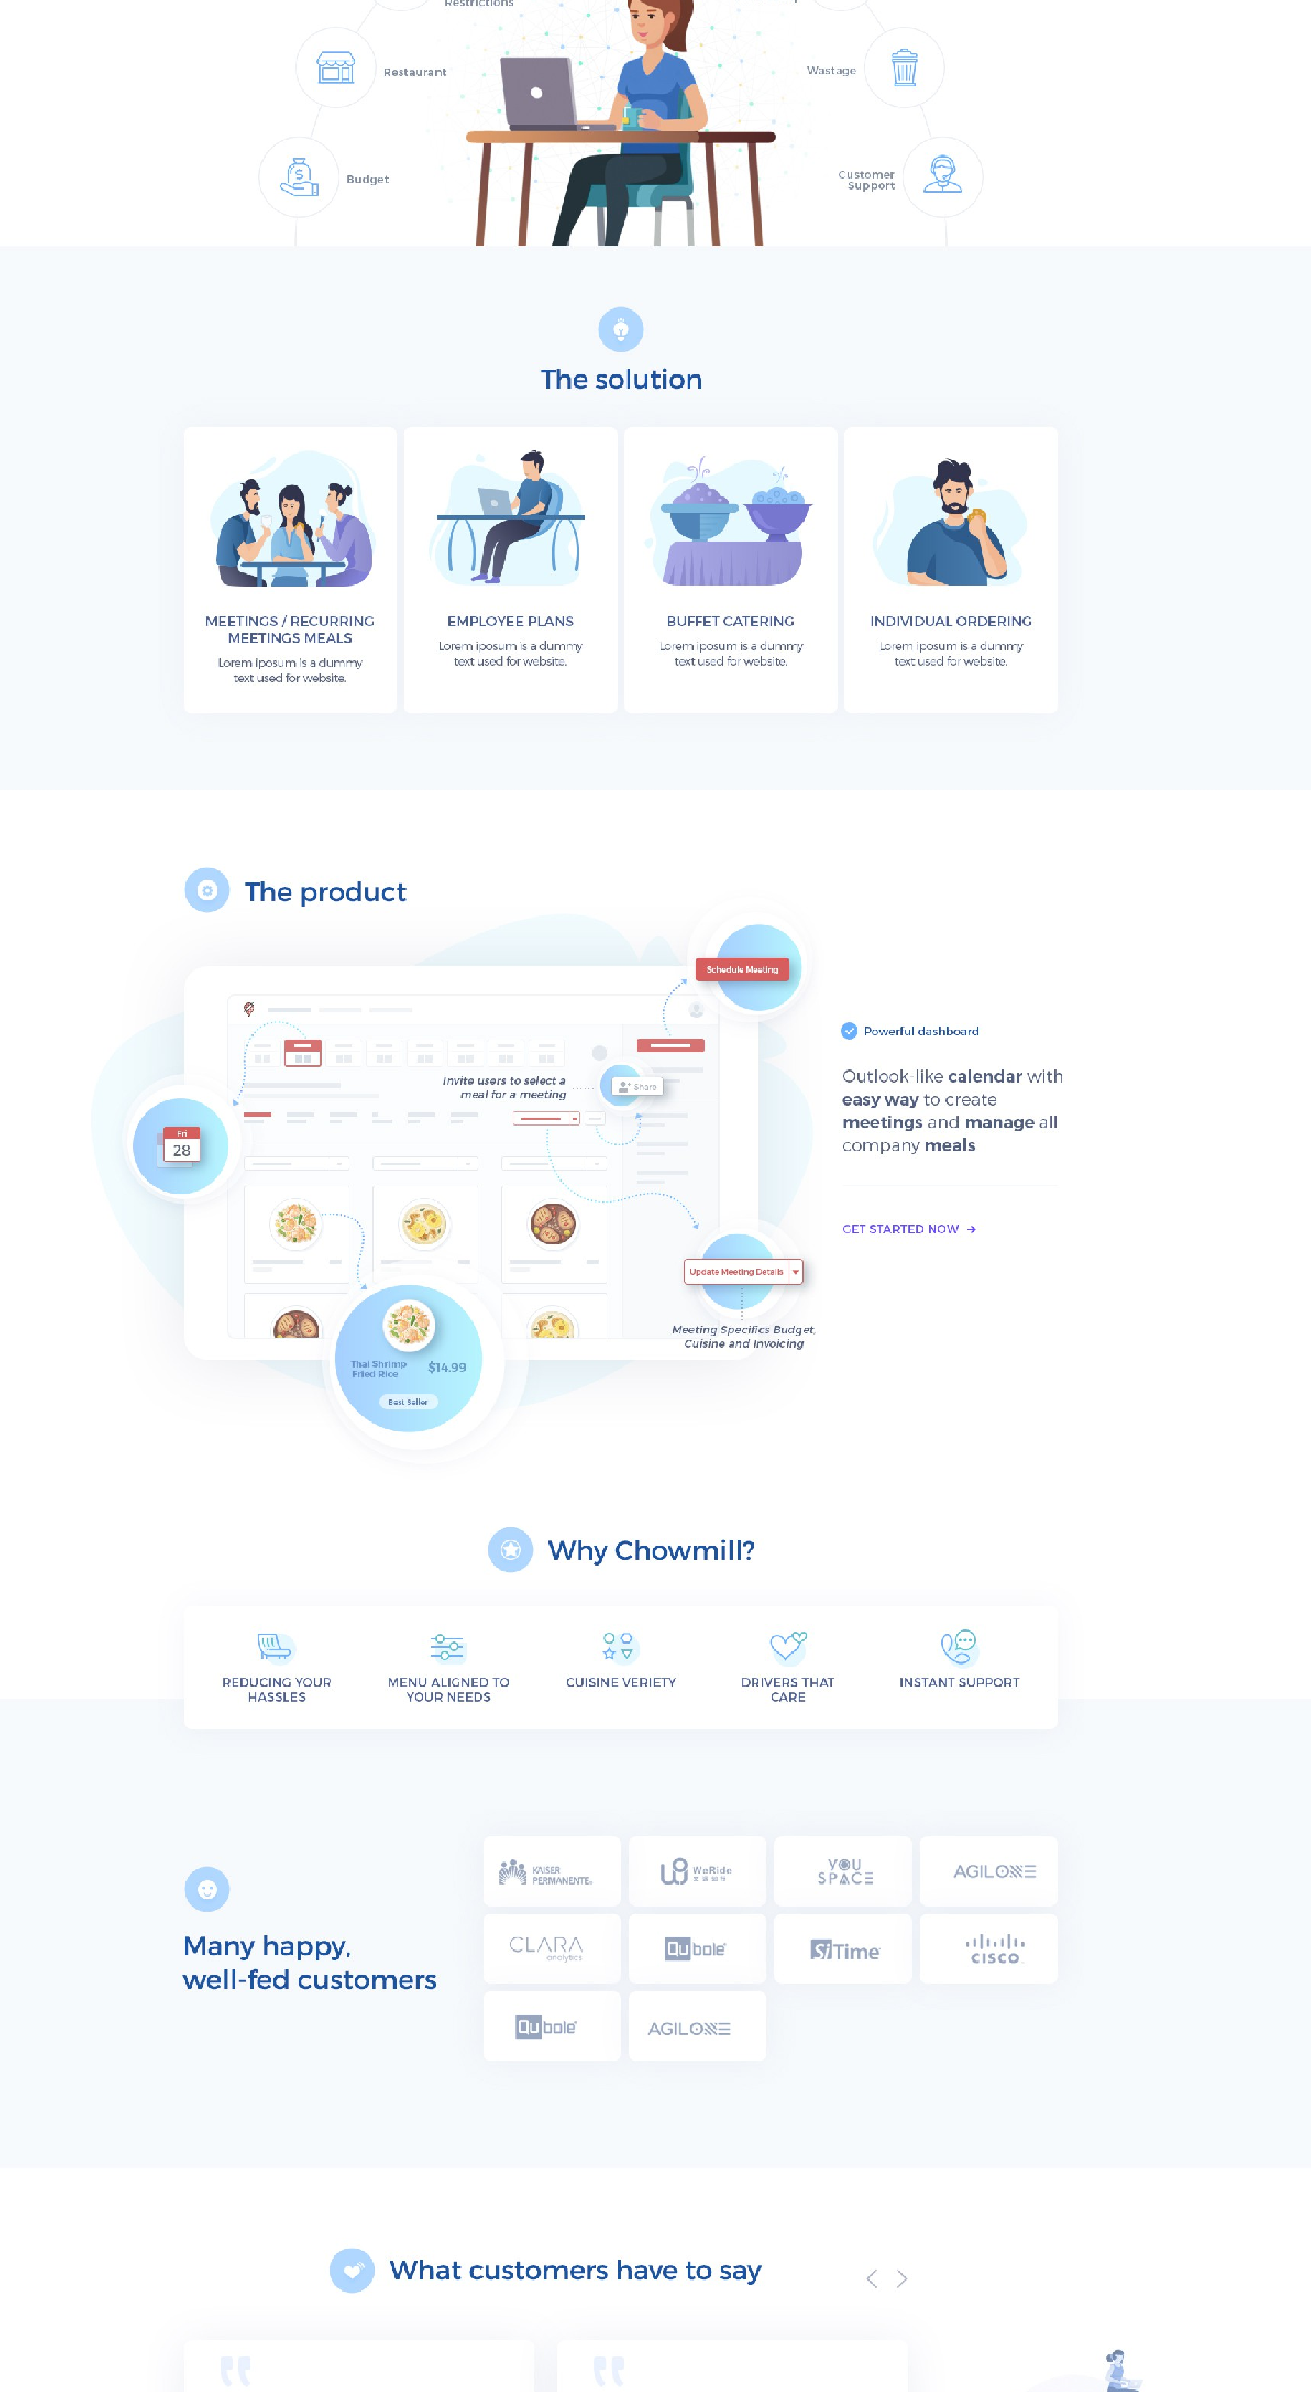 Restrictions
Restaurant
Wastage
Budget
Customer
Support
The solution
MEETINGS / RECURRING
MEETINGS MEALS
Lorem iposum is a dummy
text used for website.
EMPLOYEE PLANS
Lorem iposum is a dummy
text used for website.
BUFFET CATERING
Lorem iposum is a dummy
text used for website.
INDIVIDUAL ORDERING
Lorem iposum is a dummy
text used for website.
The product
Schedule Meeting
Invite users to select a
meal for a meeting
Share
Fri
28
Update Meeting Details
Meeting Specifics Budget,
Cuisine and Invoicing
Thai Shrimp
Fried Rice
$14.99
Best Seller
Powerful dashboard
Outlook-like calendar with
easy way to create
meetings and manage all
company meals
GET STARTED NOW →
Why Chowmill?
REDUCING YOUR
HASSLES
MENU ALIGNED TO
YOUR NEEDS
CUISINE VERIETY
DRIVERS THAT
CARE
INSTANT SUPPORT
Many happy,
well-fed customers
KAISER
PERMANENTE®
WeRide
YOU
SPACE
AGILONE
CLARA
analytics
Qubole
SiTime
CISCO
Qubole
AGILONE
What customers have to say